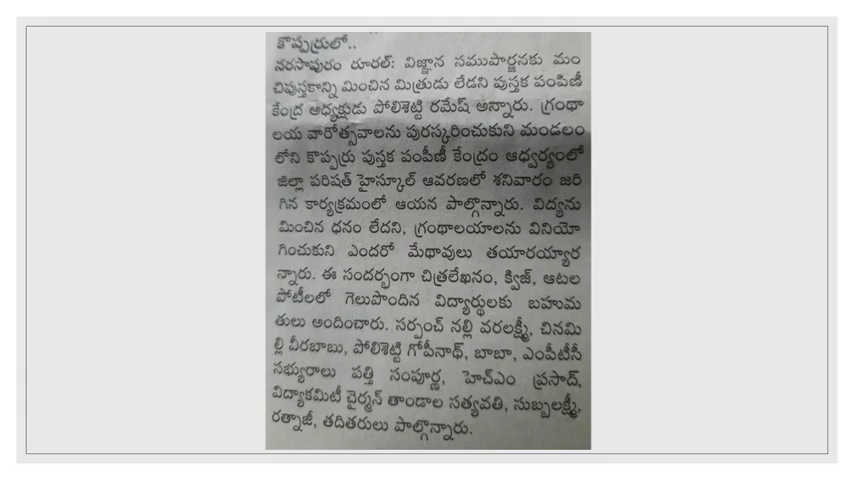 కొప్పర్రులో..
నరసాపురం రూరల్: విజ్ఞాన సముపార్జనకు మం
చిపుస్తకాన్ని మించిన మిత్రుడు లేడని పుస్తక పంపిణీ
కేంద్ర అధ్యక్షుడు పోలిశెట్టి రమేష్ అన్నారు. గ్రంథా
లయ వారోత్సవాలను పురస్కరించుకుని మండలం
లోని కొప్పర్రు పుస్తక పంపీణీ కేంద్రం ఆధ్వర్యంలో
జిల్లా పరిషత్ హైస్కూల్ ఆవరణలో శనివారం జరి
గిన కార్యక్రమంలో ఆయన పాల్గొన్నారు. విద్యను
మించిన ధనం లేదని, గ్రంథాలయాలను వినియో
గించుకుని ఎందరో మేథావులు తయారయ్యార
న్నారు. ఈ సందర్భంగా చిత్రలేఖనం, క్విజ్, ఆటల
పోటీలలో గెలుపొందిన విద్యార్థులకు బహుమ
తులు అందించారు. సర్పంచ్ నల్లి వరలక్ష్మీ, చినమి
ల్లి వీరబాబు, పోలిశెట్టి గోపీనాథ్, బాబా, ఎంపీటీసీ
సభ్యురాలు పత్తి సంపూర్ణ, హెచ్ఎం ప్రసాద్,
విద్యాకమిటీ చైర్మన్ తాండాల సత్యవతి, సుబ్బలక్ష్మీ,
రత్నాజీ, తదితరులు పాల్గొన్నారు.